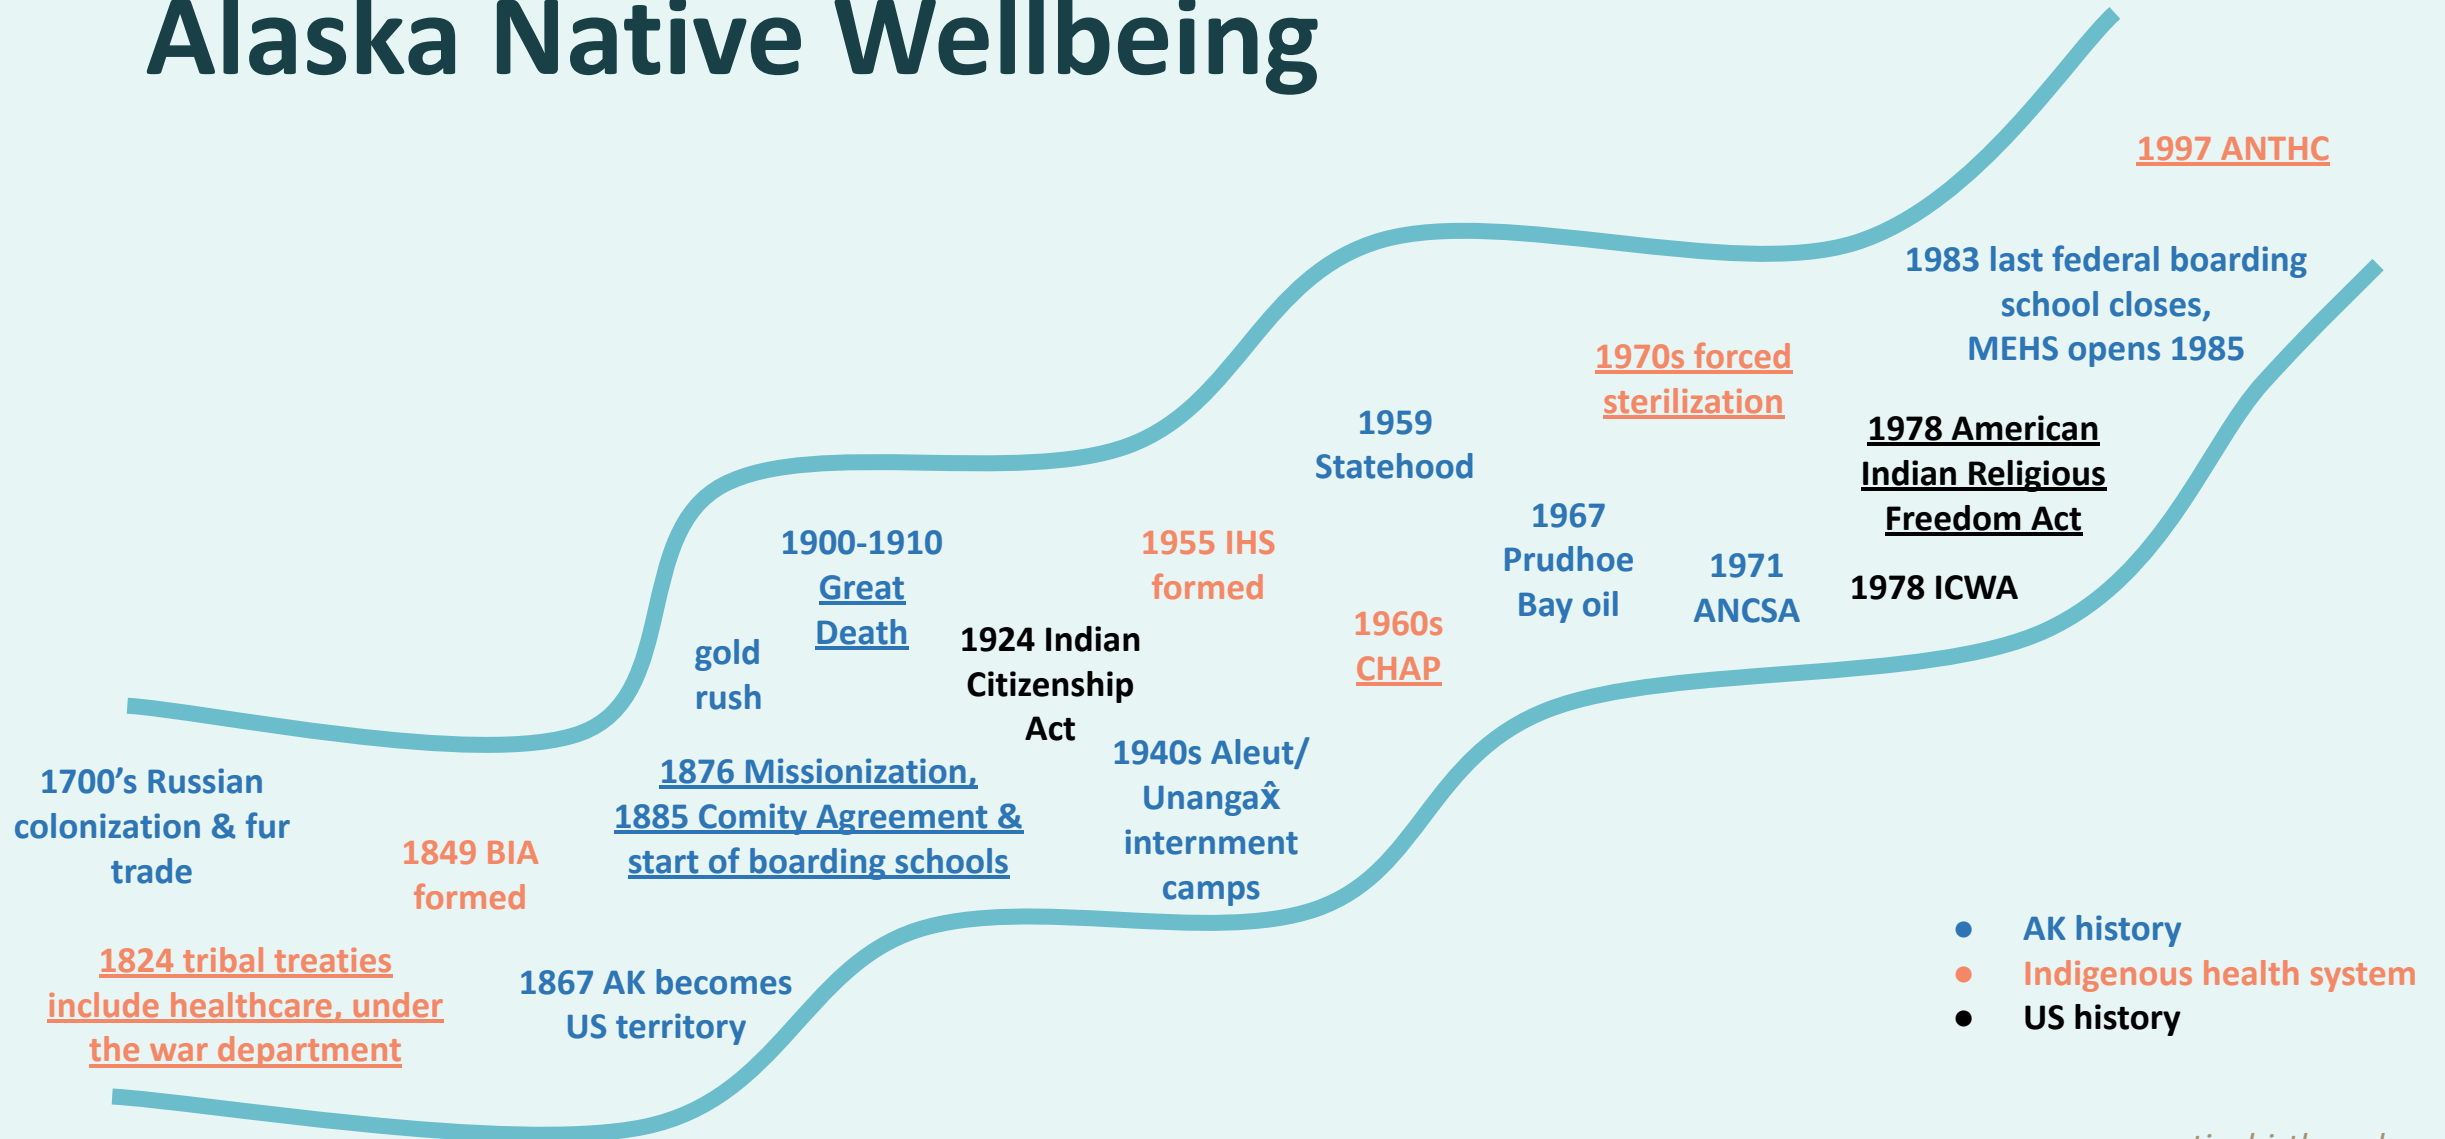 Alaska Native Wellbeing
1997 ANTHC
1983 last federal boarding
school closes,
MEHS opens 1985
1970s forced
sterilization
1978 American
Indian Religious
Freedom Act
1978 ICWA
1959
Statehood
1967
Prudhoe
Bay oil
1971
ANCSA
1900-1910
Great
Death
1955 IHS
formed
1960s
CHAP
gold
rush
1924 Indian
Citizenship
Act
1940s Aleut/
Unangax̂
internment
camps
1876 Missionization,
1885 Comity Agreement &
start of boarding schools
1700’s Russian
colonization & fur
trade
1849 BIA
formed
1824 tribal treaties
include healthcare, under
the war department
1867 AK becomes
US territory
● AK history
● Indigenous health system
● US history